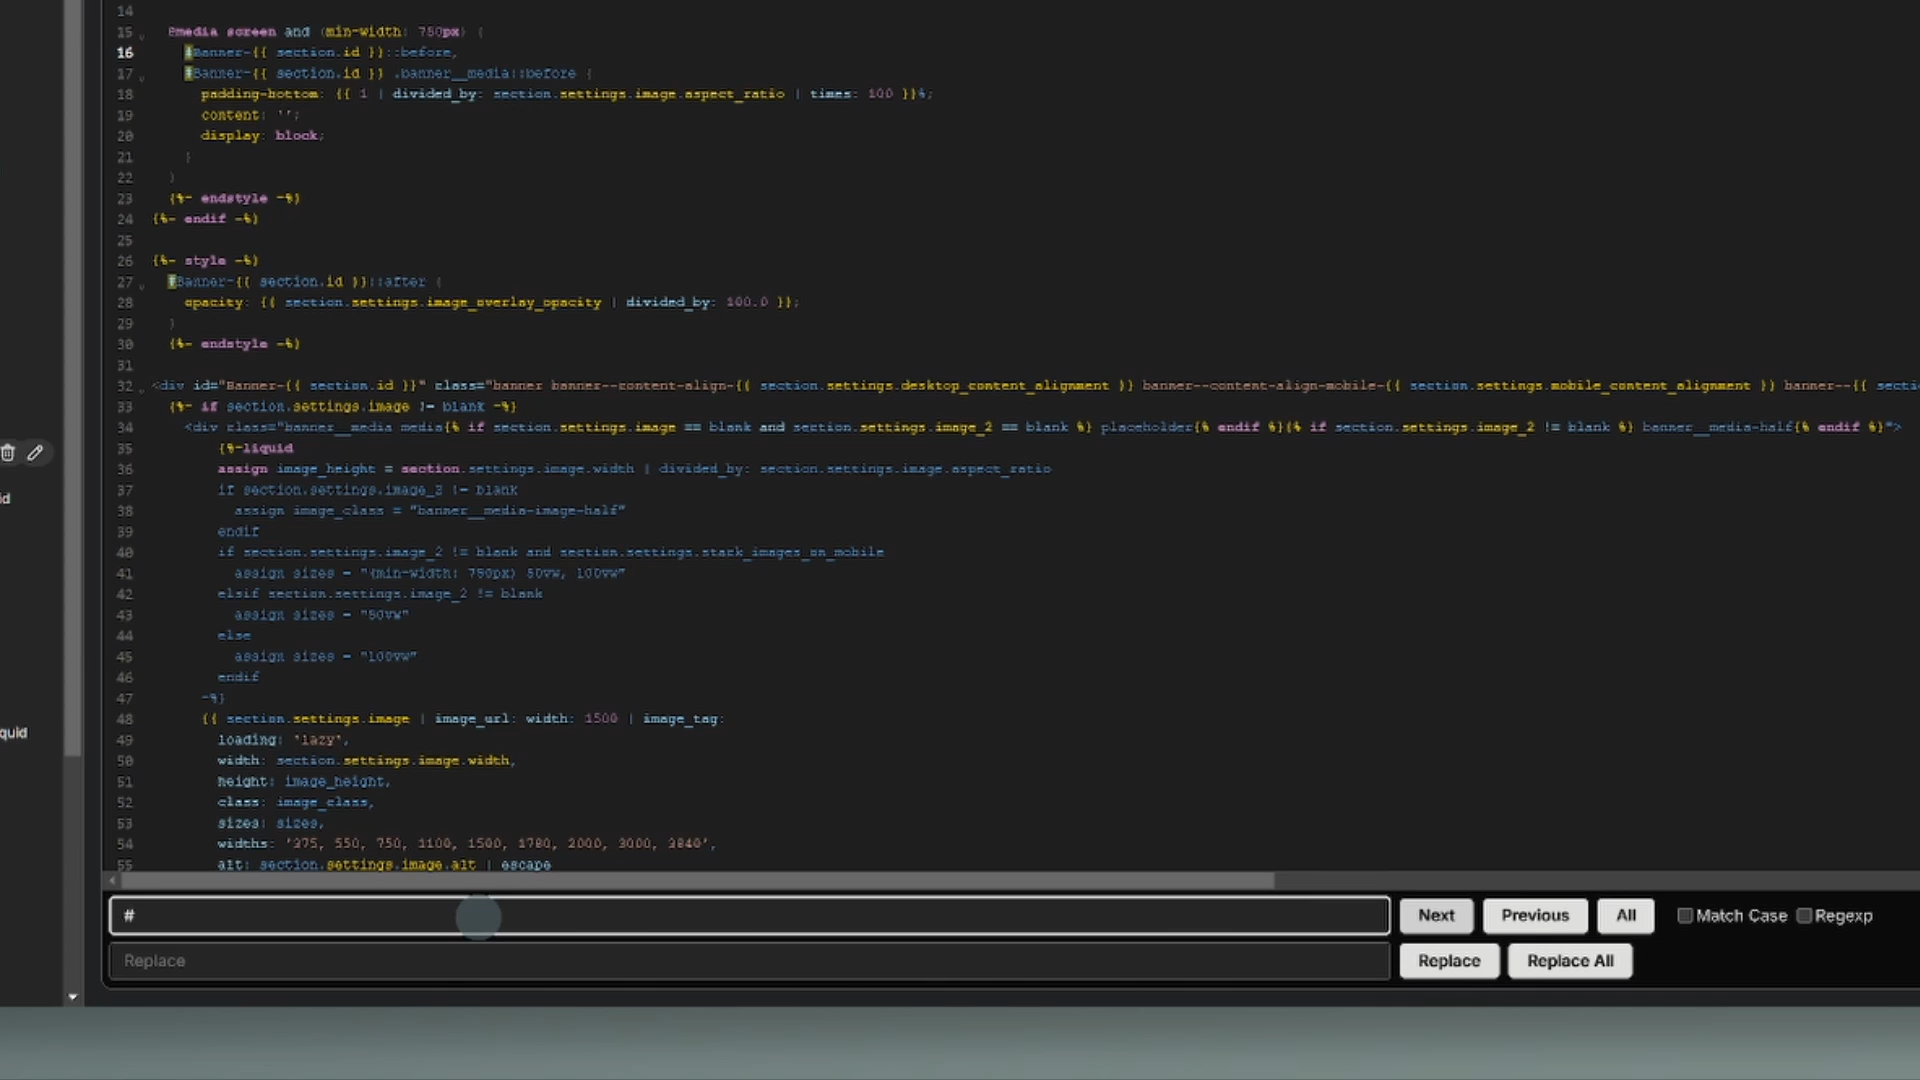 14
15 @media screen and (min-width: 750px) {
16 #Banner-{{ section.id }}::before,
17 #Banner-{{ section.id }} .banner__media::before {
18 padding-bottom: {{ 1 | divided_by: section.settings.image.aspect_ratio | times: 100 }}%;
19 content: '';
20 display: block;
21 }
22 }
23 {%- endstyle -%}
24 {%- endif -%}
25
26 {%- style -%}
27 #Banner-{{ section.id }}::after {
28 opacity: {{ section.settings.image_overlay_opacity | divided_by: 100.0 }};
29 }
30 {%- endstyle -%}
31
32 <div id="Banner-{{ section.id }}" class="banner banner--content-align-{{ section.settings.desktop_content_alignment }} banner--content-align-mobile-{{ section.settings.mobile_content_alignment }} banner--{{ secti
33 {%- if section.settings.image != blank -%}
34 <div class="banner__media media{% if section.settings.image == blank and section.settings.image_2 == blank %} placeholder{% endif %}{% if section.settings.image_2 != blank %} banner__media-half{% endif %}">
35 {%-liquid
36 assign image_height = section.settings.image.width | divided_by: section.settings.image.aspect_ratio
37 if section.settings.image_2 != blank
38 assign image_class = "banner__media-image-half"
39 endif
40 if section.settings.image_2 != blank and section.settings.stack_images_on_mobile
41 assign sizes = "(min-width: 750px) 50vw, 100vw"
42 elsif section.settings.image_2 != blank
43 assign sizes = "50vw"
44 else
45 assign sizes = "100vw"
46 endif
47 -%}
48 {{ section.settings.image | image_url: width: 1500 | image_tag:
49 loading: 'lazy',
50 width: section.settings.image.width,
51 height: image_height,
52 class: image_class,
53 sizes: sizes,
54 widths: '375, 550, 750, 1100, 1500, 1780, 2000, 3000, 3840',
55 alt: section.settings.image.alt | escape
id
quid
# Next Previous All Match Case Regexp
Replace Replace Replace All